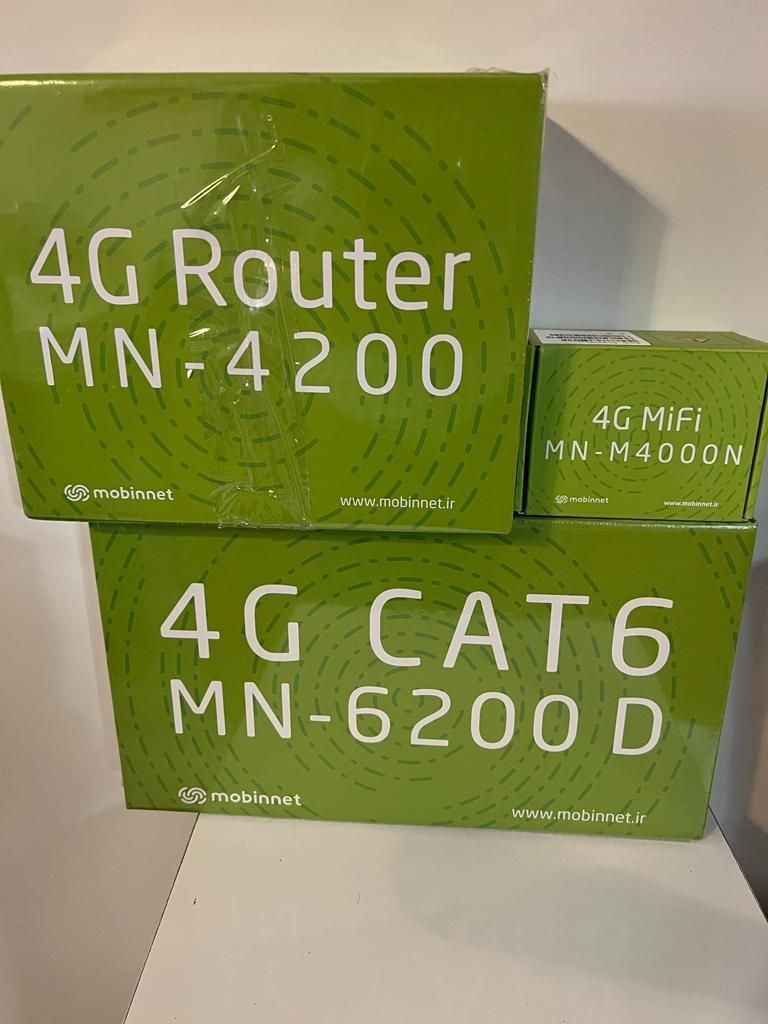 4G Router
MN-4200
mobinnet
www.mobinnet.ir
4G MiFi
MN-M4000N
mobinnet
www.mobinnet.ir
4G CAT6
MN-6200D
mobinnet
www.mobinnet.ir